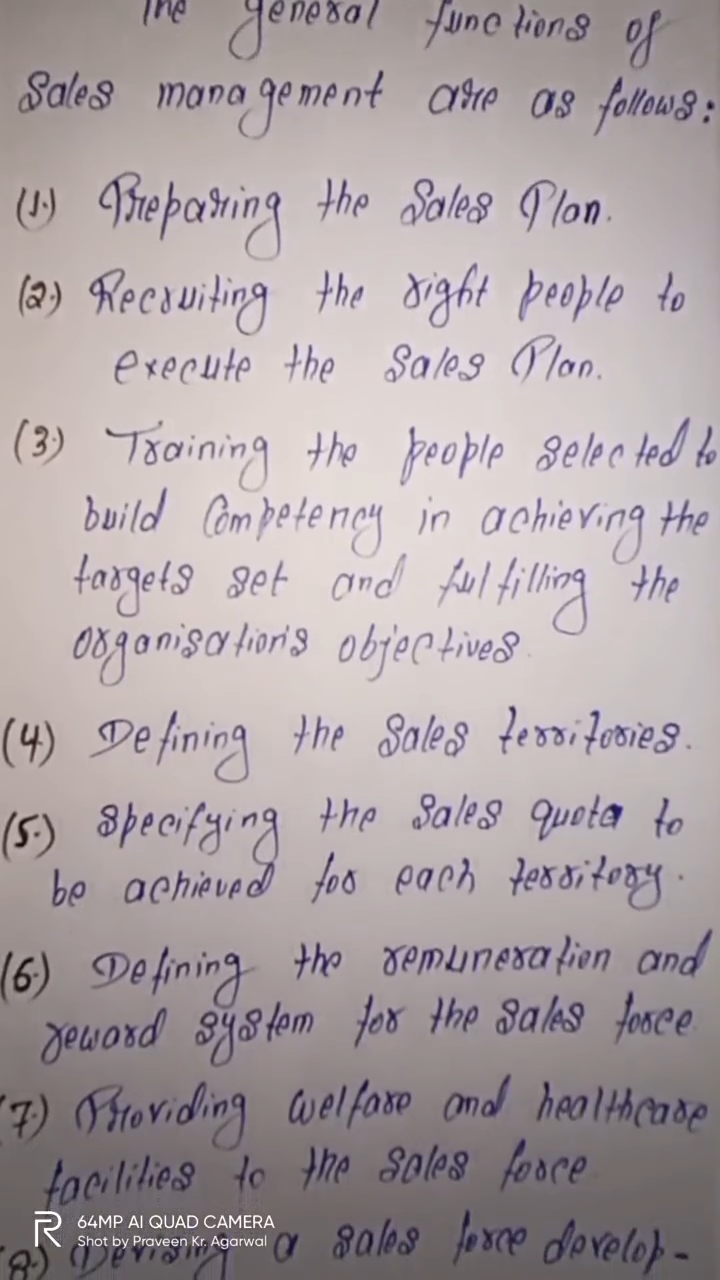 The general functions of
Sales management are as follows:
(1.) Preparing the Sales Plan.
(2.) Recruiting the right people to
execute the Sales Plan.
(3.) Training the people selected to
build Competency in achieving the
targets set and fulfilling the
organisation's objectives.
(4) Defining the Sales territories.
(5.) Specifying the Sales quota to
be achieved for each territory.
(6.) Defining the remuneration and
reward system for the Sales force
(7.) Providing welfare and healthcare
facilities to the Sales force
(8.) Devising a sales force develop-
64MP AI QUAD CAMERA
Shot by Praveen Kr. Agarwal